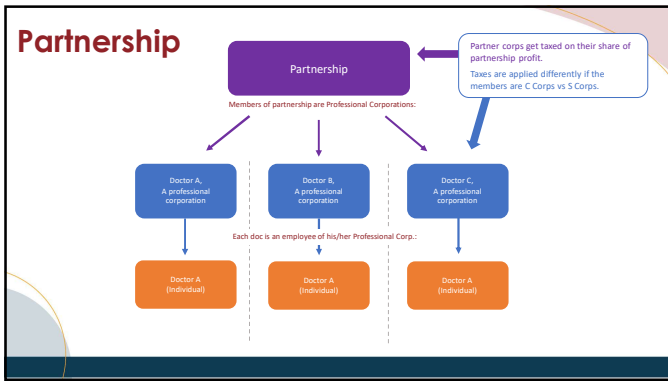 Partnership
Partnership
Partner corps get taxed on their share of
partnership profit.
Taxes are applied differently if the
members are C Corps vs S Corps.
Members of partnership are Professional Corporations:
Doctor A,
A professional
corporation
Doctor B,
A professional
corporation
Doctor C,
A professional
corporation
Each doc is an employee of his/her Professional Corp.:
Doctor A
(Individual)
Doctor A
(Individual)
Doctor A
(Individual)